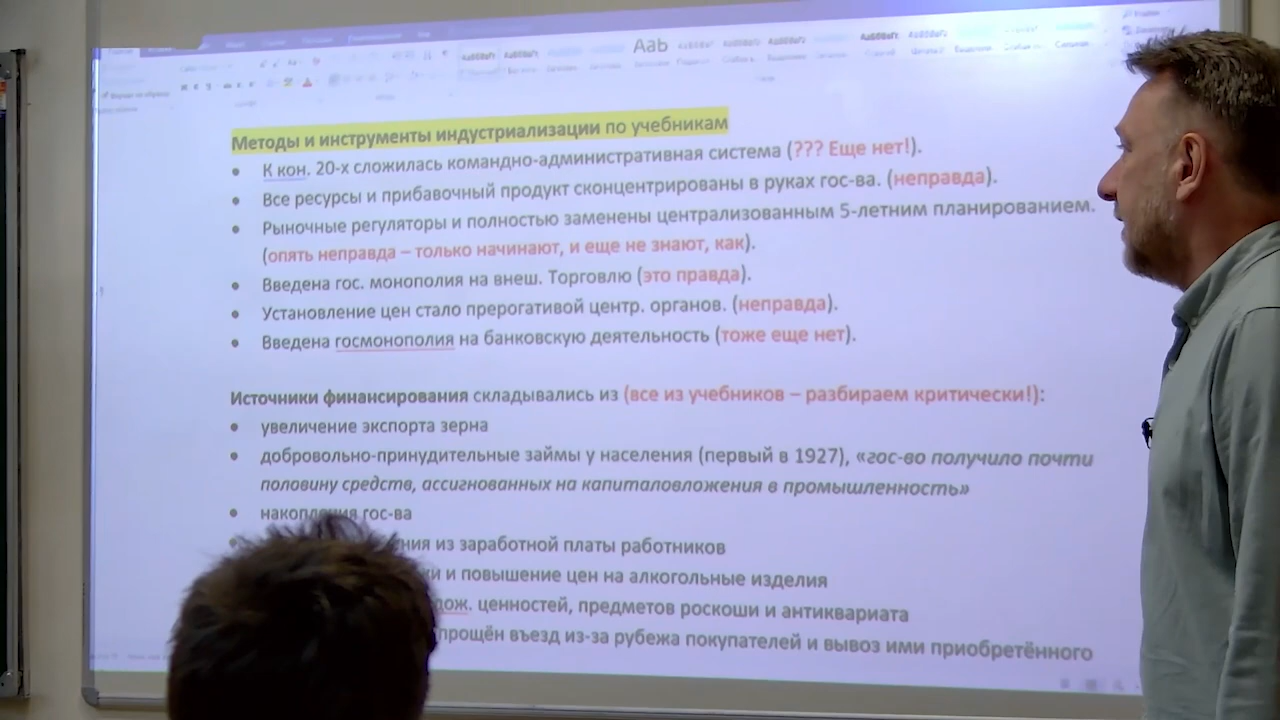 АаБ
Методы и инструменты индустриализации по учебникам
К кон. 20-х сложилась командно-административная система (??? Еще нет!).
Все ресурсы и прибавочный продукт сконцентрированы в руках гос-ва. (неправда).
Рыночные регуляторы и полностью заменены централизованным 5-летним планированием.
(опять неправда – только начинают, и еще не знают, как).
Введена гос. монополия на внеш. Торговлю (это правда).
Установление цен стало прерогативой центр. органов. (неправда).
Введена госмонополия на банковскую деятельность (тоже еще нет).
Источники финансирования складывались из (все из учебников – разбираем критически!):
увеличение экспорта зерна
добровольно-принудительные займы у населения (первый в 1927), «гос-во получило почти
половину средств, ассигнованных на капиталовложения в промышленность»
накопления гос-ва
ния из заработной платы работников
и повышение цен на алкогольные изделия
дож. ценностей, предметов роскоши и антиквариата
прощён въезд из-за рубежа покупателей и вывоз ими приобретённого